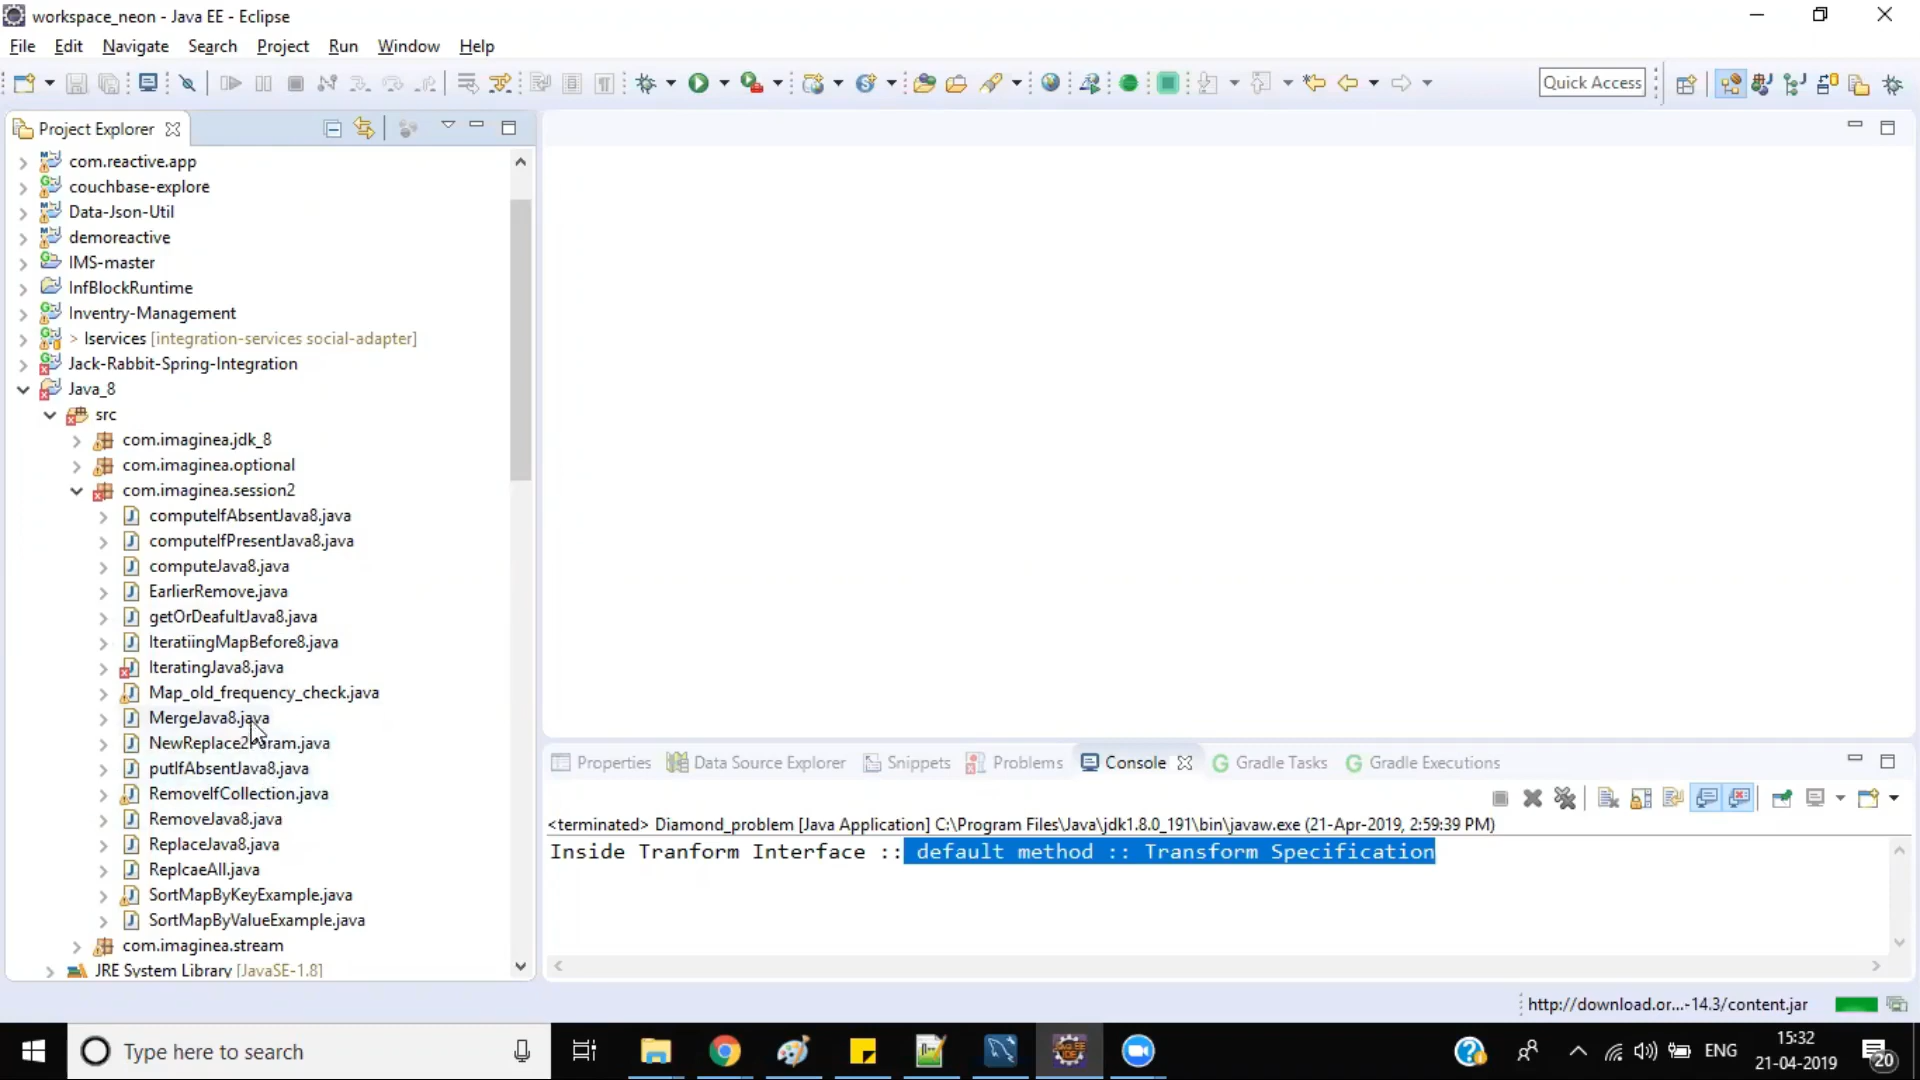 workspace_neon - Java EE - Eclipse
File Edit Navigate Search Project Run Window Help
Quick Access
Project Explorer
com.reactive.app
couchbase-explore
Data-Json-Util
demoreactive
IMS-master
InfBlockRuntime
Inventry-Management
> Iservices [integration-services social-adapter]
Jack-Rabbit-Spring-Integration
Java_8
src
com.imaginea.jdk_8
com.imaginea.optional
com.imaginea.session2
computeIfAbsentJava8.java
computeIfPresentJava8.java
computeJava8.java
EarlierRemove.java
getOrDeafultJava8.java
IteratiingMapBefore8.java
IteratingJava8.java
Map_old_frequency_check.java
MergeJava8.java
NewReplace2Param.java
putIfAbsentJava8.java
RemoveIfCollection.java
RemoveJava8.java
ReplaceJava8.java
ReplcaeAll.java
SortMapByKeyExample.java
SortMapByValueExample.java
com.imaginea.stream
JRE System Library [JavaSE-1.8]
Properties Data Source Explorer Snippets Problems Console Gradle Tasks Gradle Executions
<terminated> Diamond_problem [Java Application] C:\Program Files\Java\jdk1.8.0_191\bin\javaw.exe (21-Apr-2019, 2:59:39 PM)
Inside Tranform Interface :: default method :: Transform Specification
http://download.or...-14.3/content.jar
Type here to search
ENG
15:32
21-04-2019
20